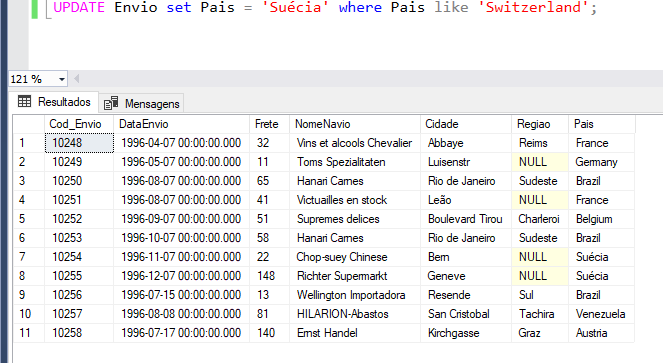 UPDATE Envio set Pais = 'Suécia' where Pais like 'Switzerland';
121 %
Resultados Mensagens
Cod_Envio DataEnvio Frete NomeNavio Cidade Regiao Pais
1 10248 1996-04-07 00:00:00.000 32 Vins et alcools Chevalier Abbaye Reims France
2 10249 1996-05-07 00:00:00.000 11 Toms Spezialitaten Luisenstr NULL Germany
3 10250 1996-08-07 00:00:00.000 65 Hanari Carnes Rio de Janeiro Sudeste Brazil
4 10251 1996-08-07 00:00:00.000 41 Victuailles en stock Leão NULL France
5 10252 1996-09-07 00:00:00.000 51 Supremes delices Boulevard Tirou Charleroi Belgium
6 10253 1996-10-07 00:00:00.000 58 Hanari Carnes Rio de Janeiro Sudeste Brazil
7 10254 1996-11-07 00:00:00.000 22 Chop-suey Chinese Bern NULL Suécia
8 10255 1996-12-07 00:00:00.000 148 Richter Supermarkt Geneve NULL Suécia
9 10256 1996-07-15 00:00:00.000 13 Wellington Importadora Resende Sul Brazil
10 10257 1996-08-08 00:00:00.000 81 HILARION-Abastos San Cristobal Tachira Venezuela
11 10258 1996-07-17 00:00:00.000 140 Ernst Handel Kirchgasse Graz Austria